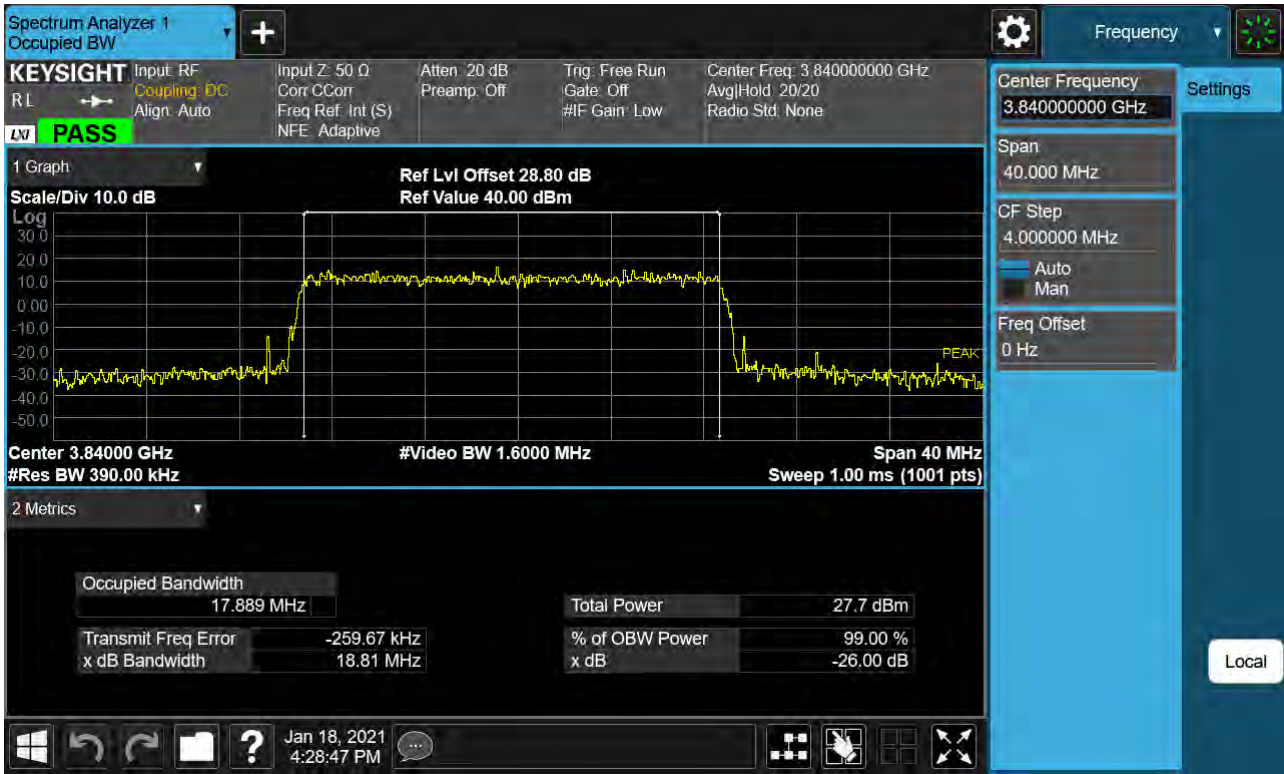 Spectrum Analyzer 1
Occupied BW
+
Frequency
KEYSIGHT
R L
LXI
PASS
Input: RF
Coupling: DC
Align: Auto
Input Z: 50 Ω
Corr CCorr
Freq Ref: Int (S)
NFE: Adaptive
Atten: 20 dB
Preamp: Off
Trig: Free Run
Gate: Off
#IF Gain: Low
Center Freq: 3.840000000 GHz
Avg|Hold: 20/20
Radio Std: None
Center Frequency
3.840000000 GHz
Settings
Span
40.000 MHz
CF Step
4.000000 MHz
Auto
Man
Freq Offset
0 Hz
Local
1 Graph
Scale/Div 10.0 dB
Ref Lvl Offset 28.80 dB
Ref Value 40.00 dBm
Log
30.0
20.0
10.0
0.00
-10.0
-20.0
-30.0
-40.0
-50.0
PEAK
Center 3.84000 GHz
#Video BW 1.6000 MHz
Span 40 MHz
#Res BW 390.00 kHz
Sweep 1.00 ms (1001 pts)
2 Metrics
Occupied Bandwidth
17.889 MHz
Transmit Freq Error -259.67 kHz
x dB Bandwidth 18.81 MHz
Total Power 27.7 dBm
% of OBW Power 99.00 %
x dB -26.00 dB
?
Jan 18, 2021
4:28:47 PM